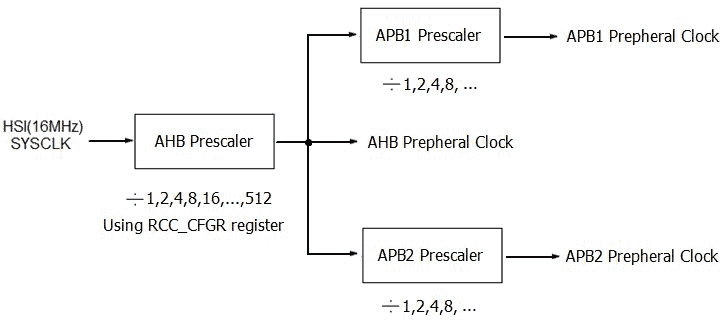 APB1 Prescaler
APB1 Prepheral Clock
÷1,2,4,8, ...
HSI(16MHz)
SYSCLK
AHB Prescaler
AHB Prepheral Clock
÷1,2,4,8,16,...,512
Using RCC_CFGR register
APB2 Prescaler
APB2 Prepheral Clock
÷1,2,4,8, ...